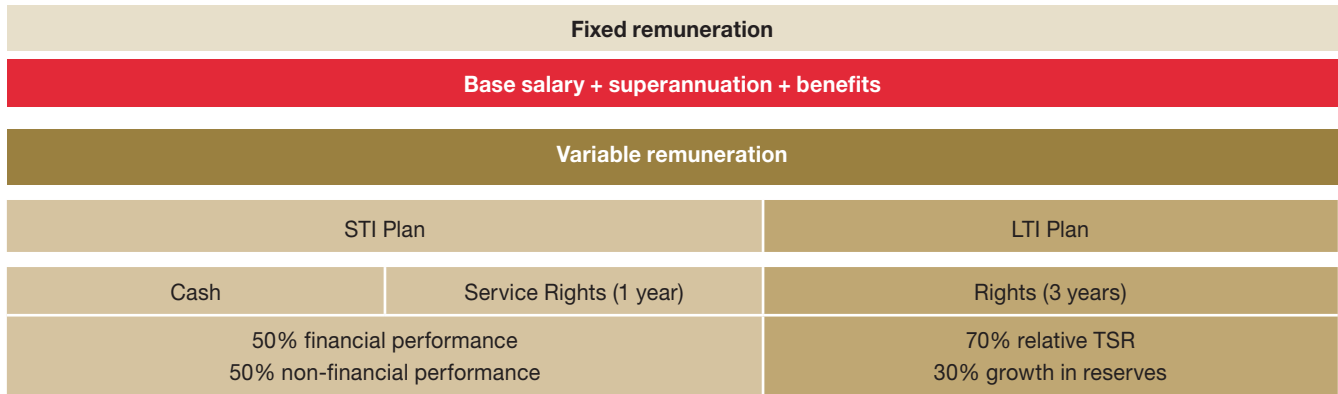 Fixed remuneration
Base salary + superannuation + benefits
Variable remuneration
STI Plan
LTI Plan
Cash
Service Rights (1 year)
Rights (3 years)
50% financial performance
50% non-financial performance
70% relative TSR
30% growth in reserves